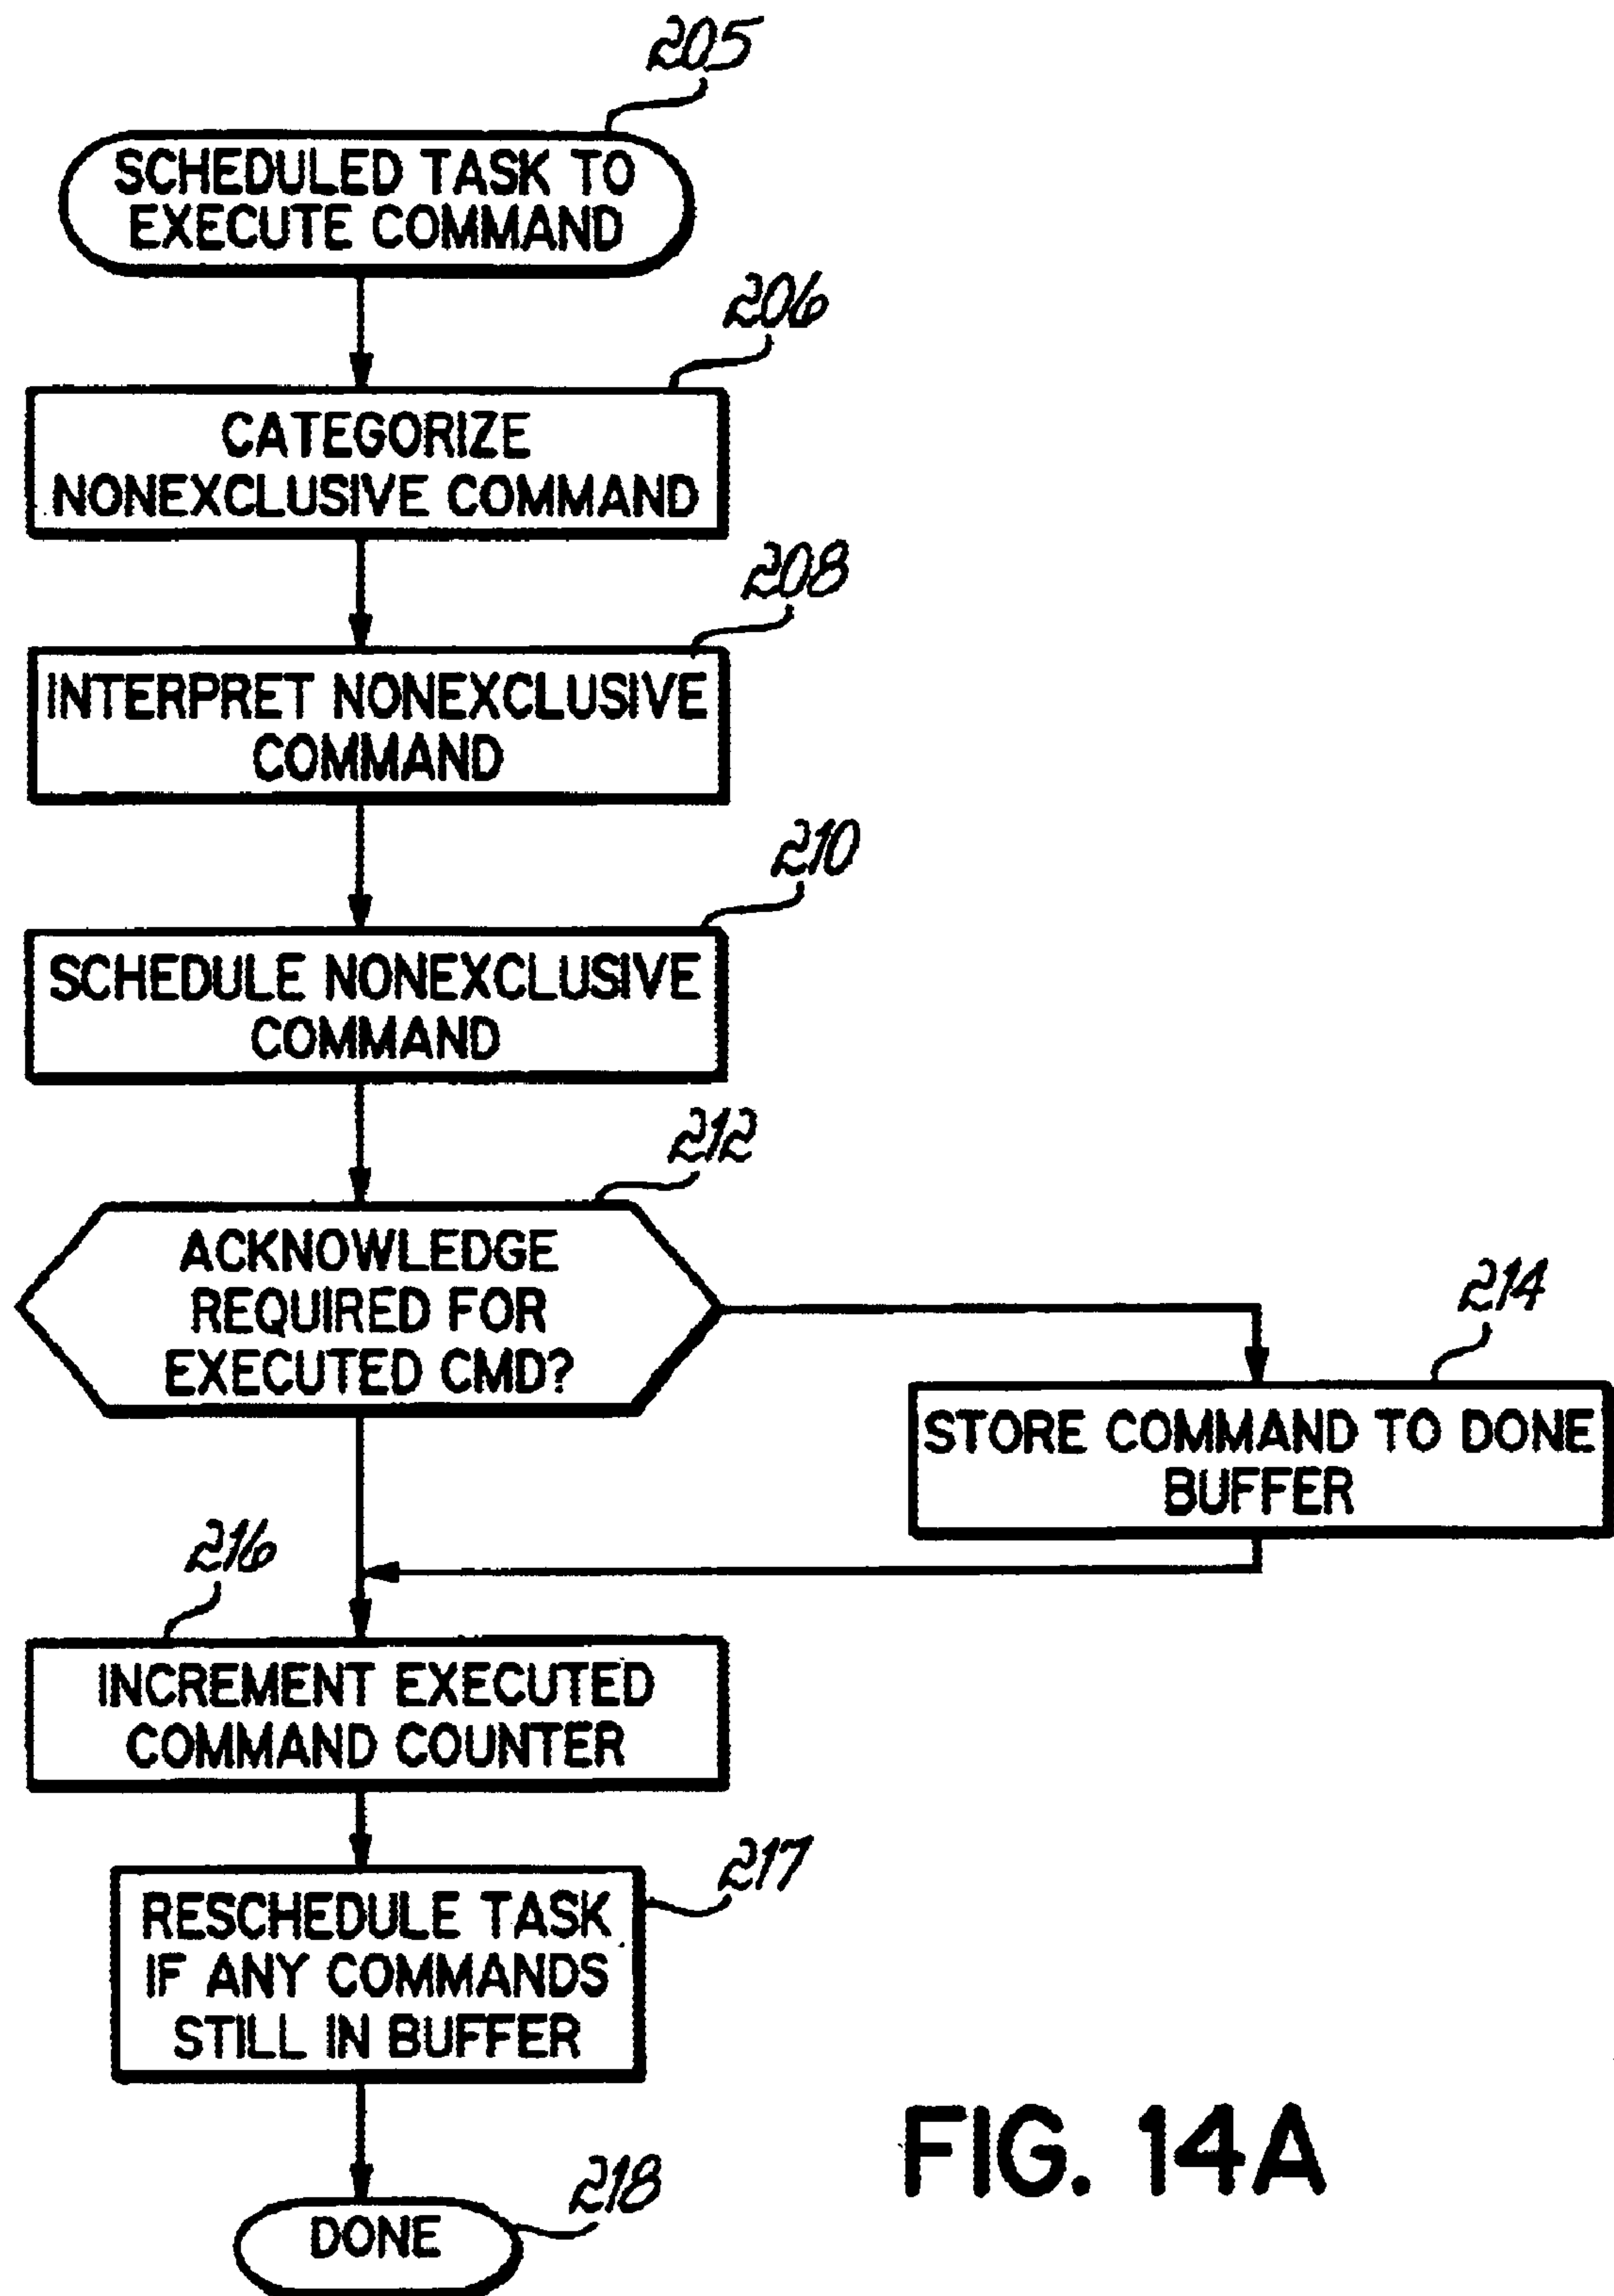 205
SCHEDULED TASK TO
EXECUTE COMMAND
206
CATEGORIZE
NONEXCLUSIVE COMMAND
208
INTERPRET NONEXCLUSIVE
COMMAND
210
SCHEDULE NONEXCLUSIVE
COMMAND
212
ACKNOWLEDGE
REQUIRED FOR
EXECUTED CMD?
214
STORE COMMAND TO DONE
BUFFER
216
INCREMENT EXECUTED
COMMAND COUNTER
217
RESCHEDULE TASK
IF ANY COMMANDS
STILL IN BUFFER
218
DONE
FIG. 14A